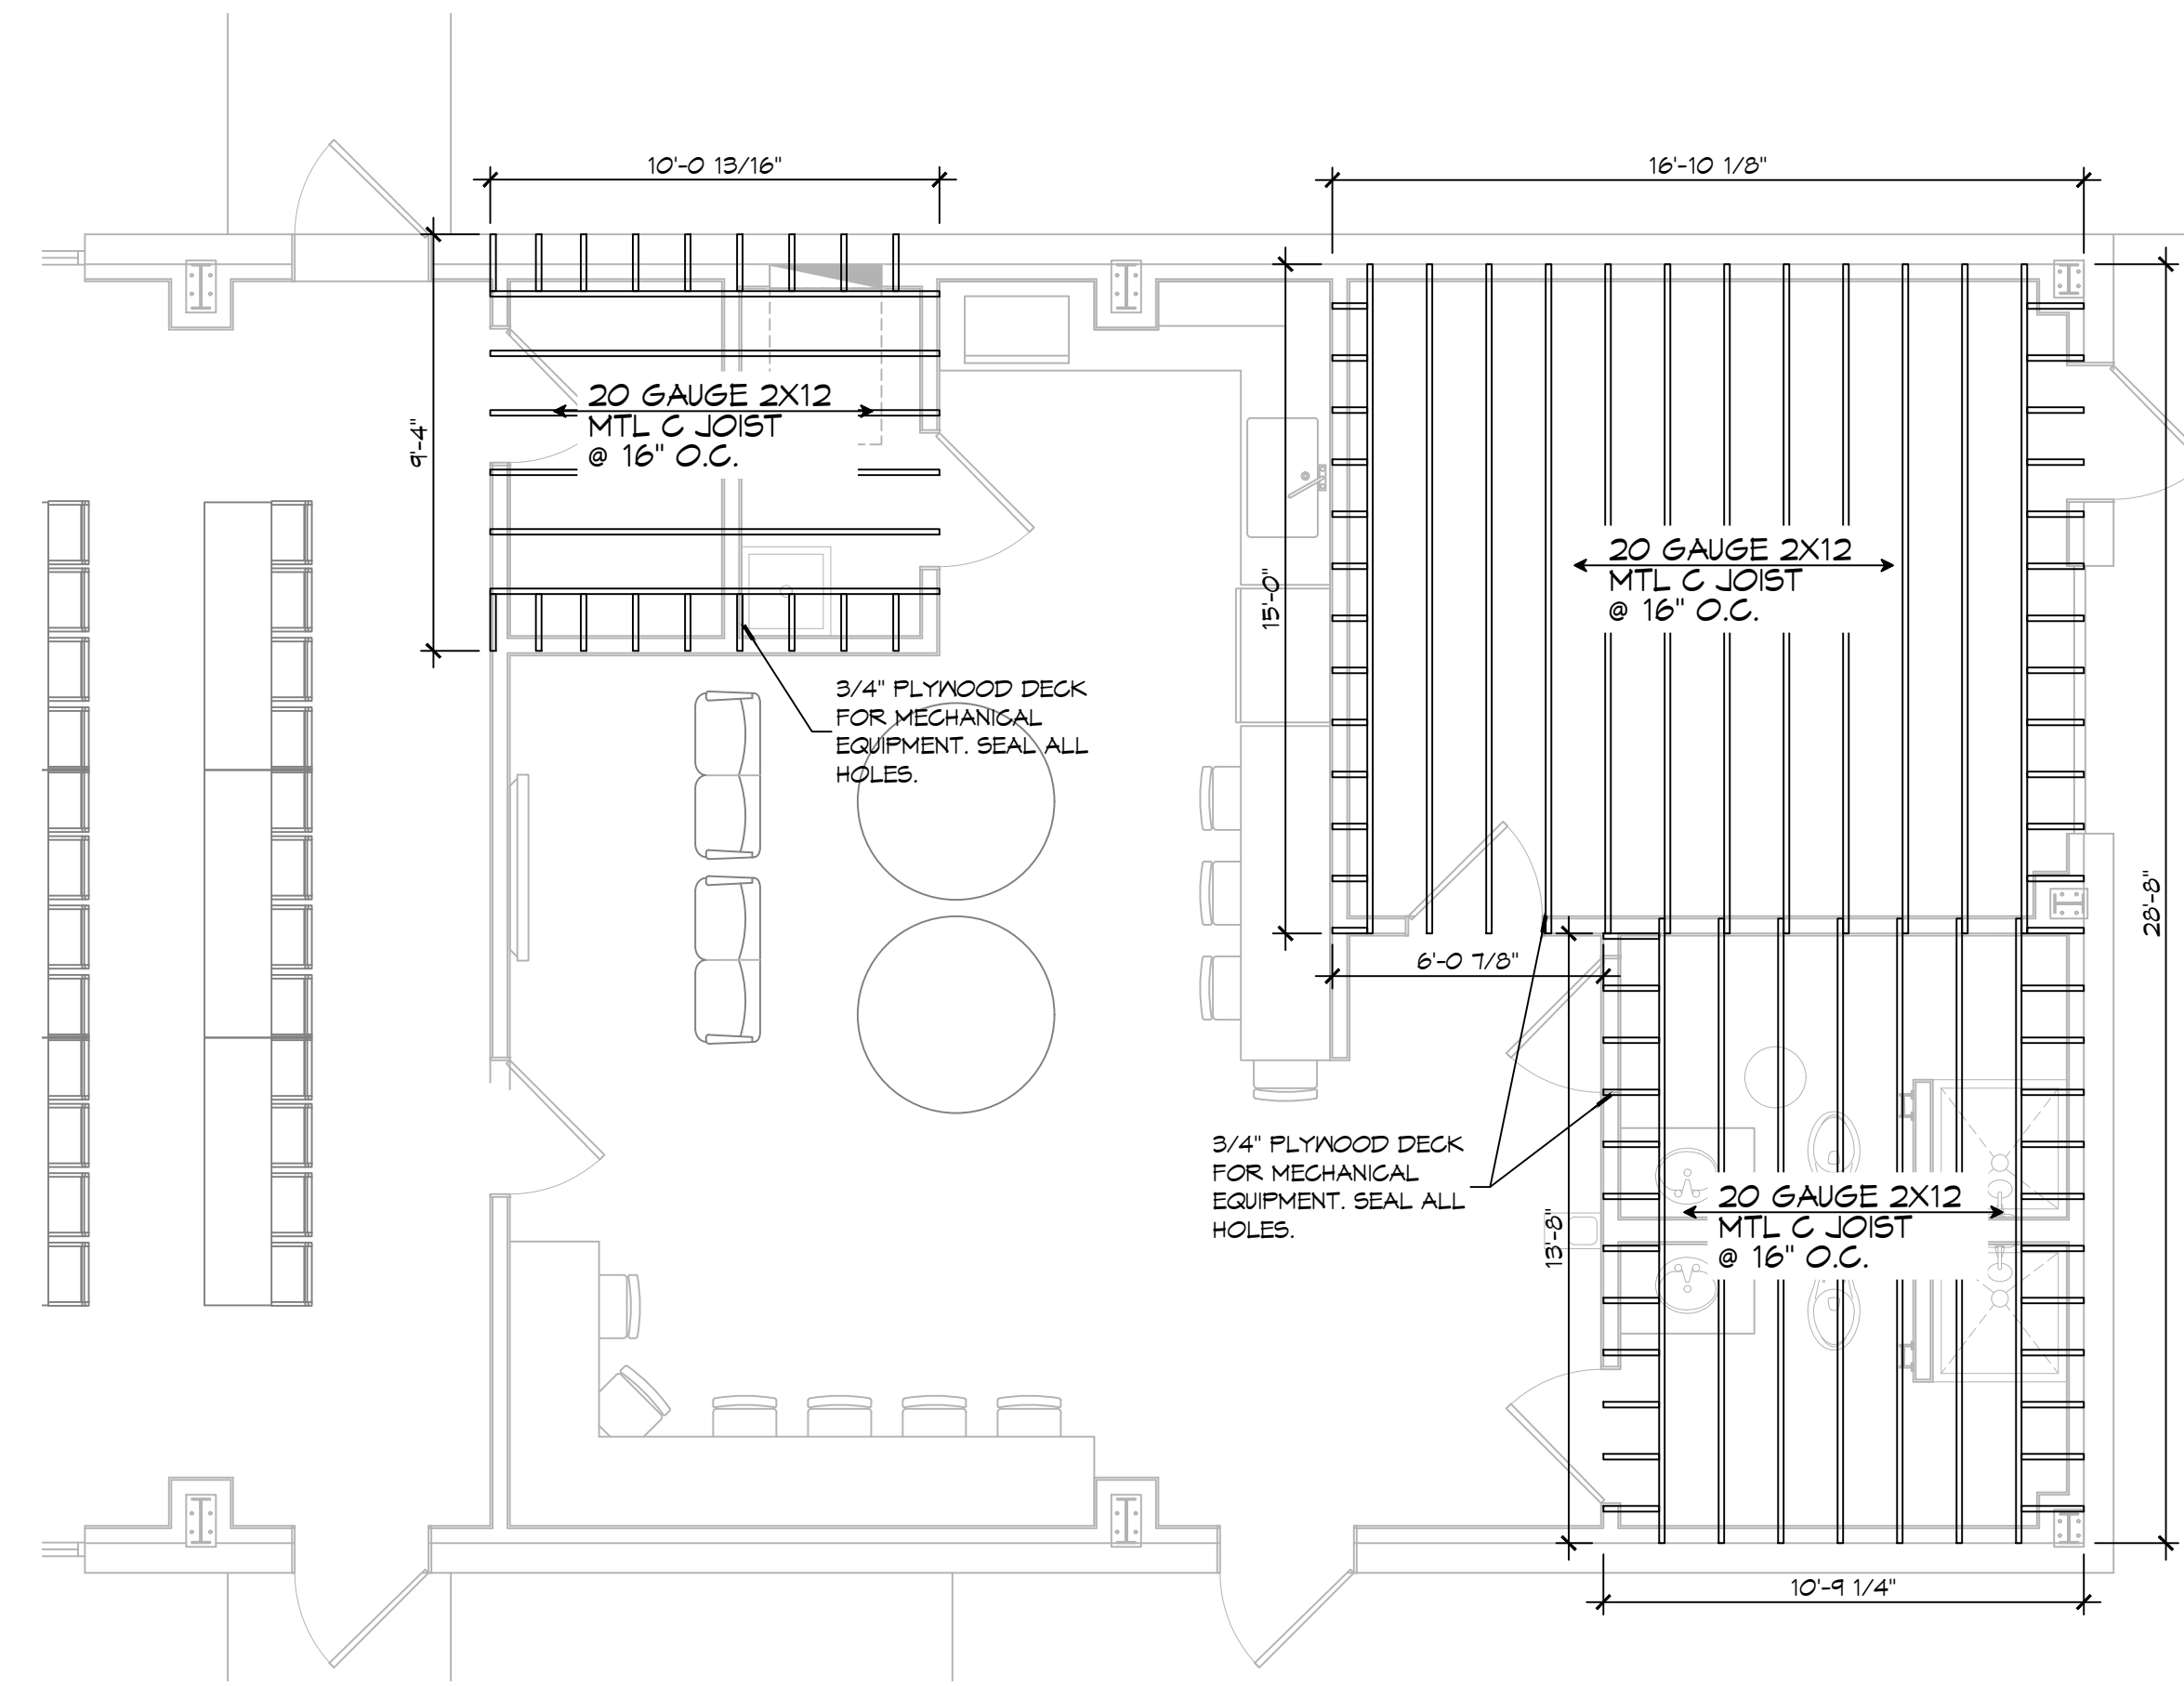 10'-0 13/16"
16'-10 1/8"
20 GAUGE 2X12
MTL C JOIST
@ 16" O.C.
9'-4"
20 GAUGE 2X12
MTL C JOIST
@ 16" O.C.
15'-0"
3/4" PLYWOOD DECK
FOR MECHANICAL
EQUIPMENT. SEAL ALL
HOLES.
28'-8"
6'-0 7/8"
3/4" PLYWOOD DECK
FOR MECHANICAL
EQUIPMENT. SEAL ALL
HOLES.
13'-8"
20 GAUGE 2X12
MTL C JOIST
@ 16" O.C.
10'-9 1/4"